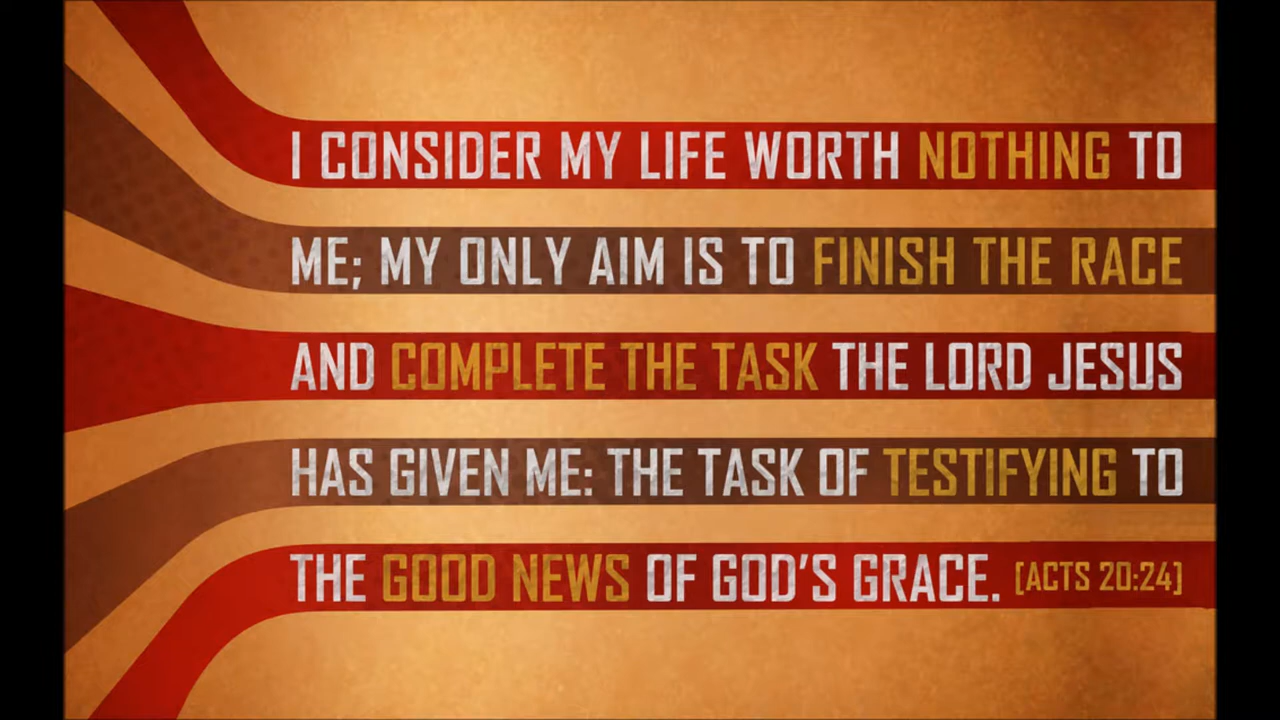 I CONSIDER MY LIFE WORTH NOTHING TO
ME; MY ONLY AIM IS TO FINISH THE RACE
AND COMPLETE THE TASK THE LORD JESUS
HAS GIVEN ME: THE TASK OF TESTIFYING TO
THE GOOD NEWS OF GOD'S GRACE. [ACTS 20:24]